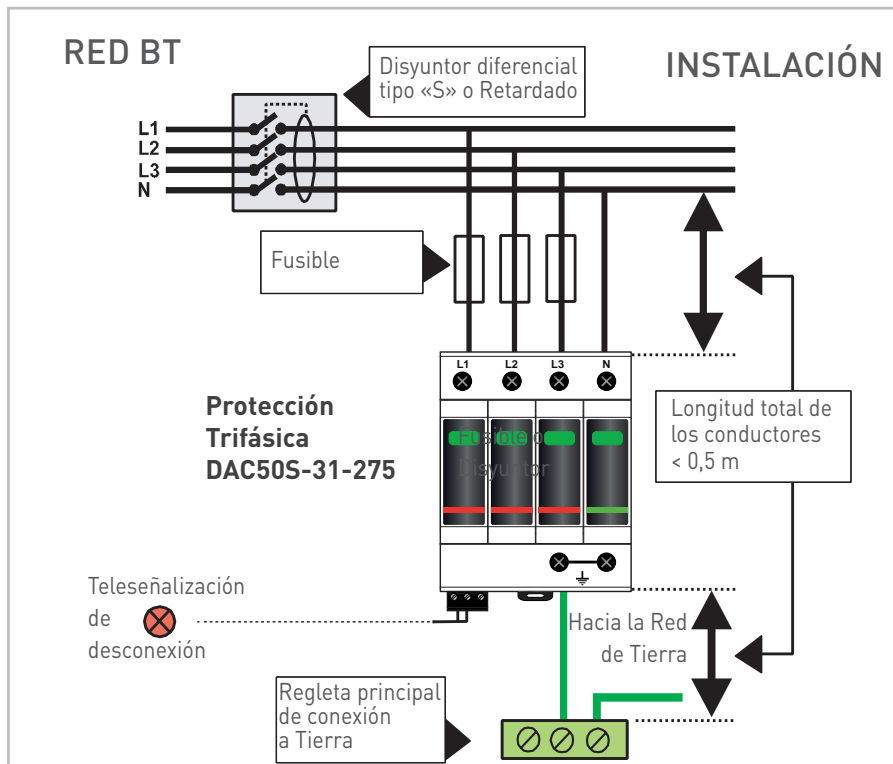 RED BT
INSTALACIÓN
Disyuntor diferencial
tipo «S» o Retardado
L1
L2
L3
N
Fusible
L1 L2 L3 N
Protección
Trifásica
DAC50S-31-275
Fusible o
Disyuntor
Longitud total de
los conductores
< 0,5 m
Teleseñalización
de
desconexión
Hacia la Red
de Tierra
Regleta principal
de conexión
a Tierra